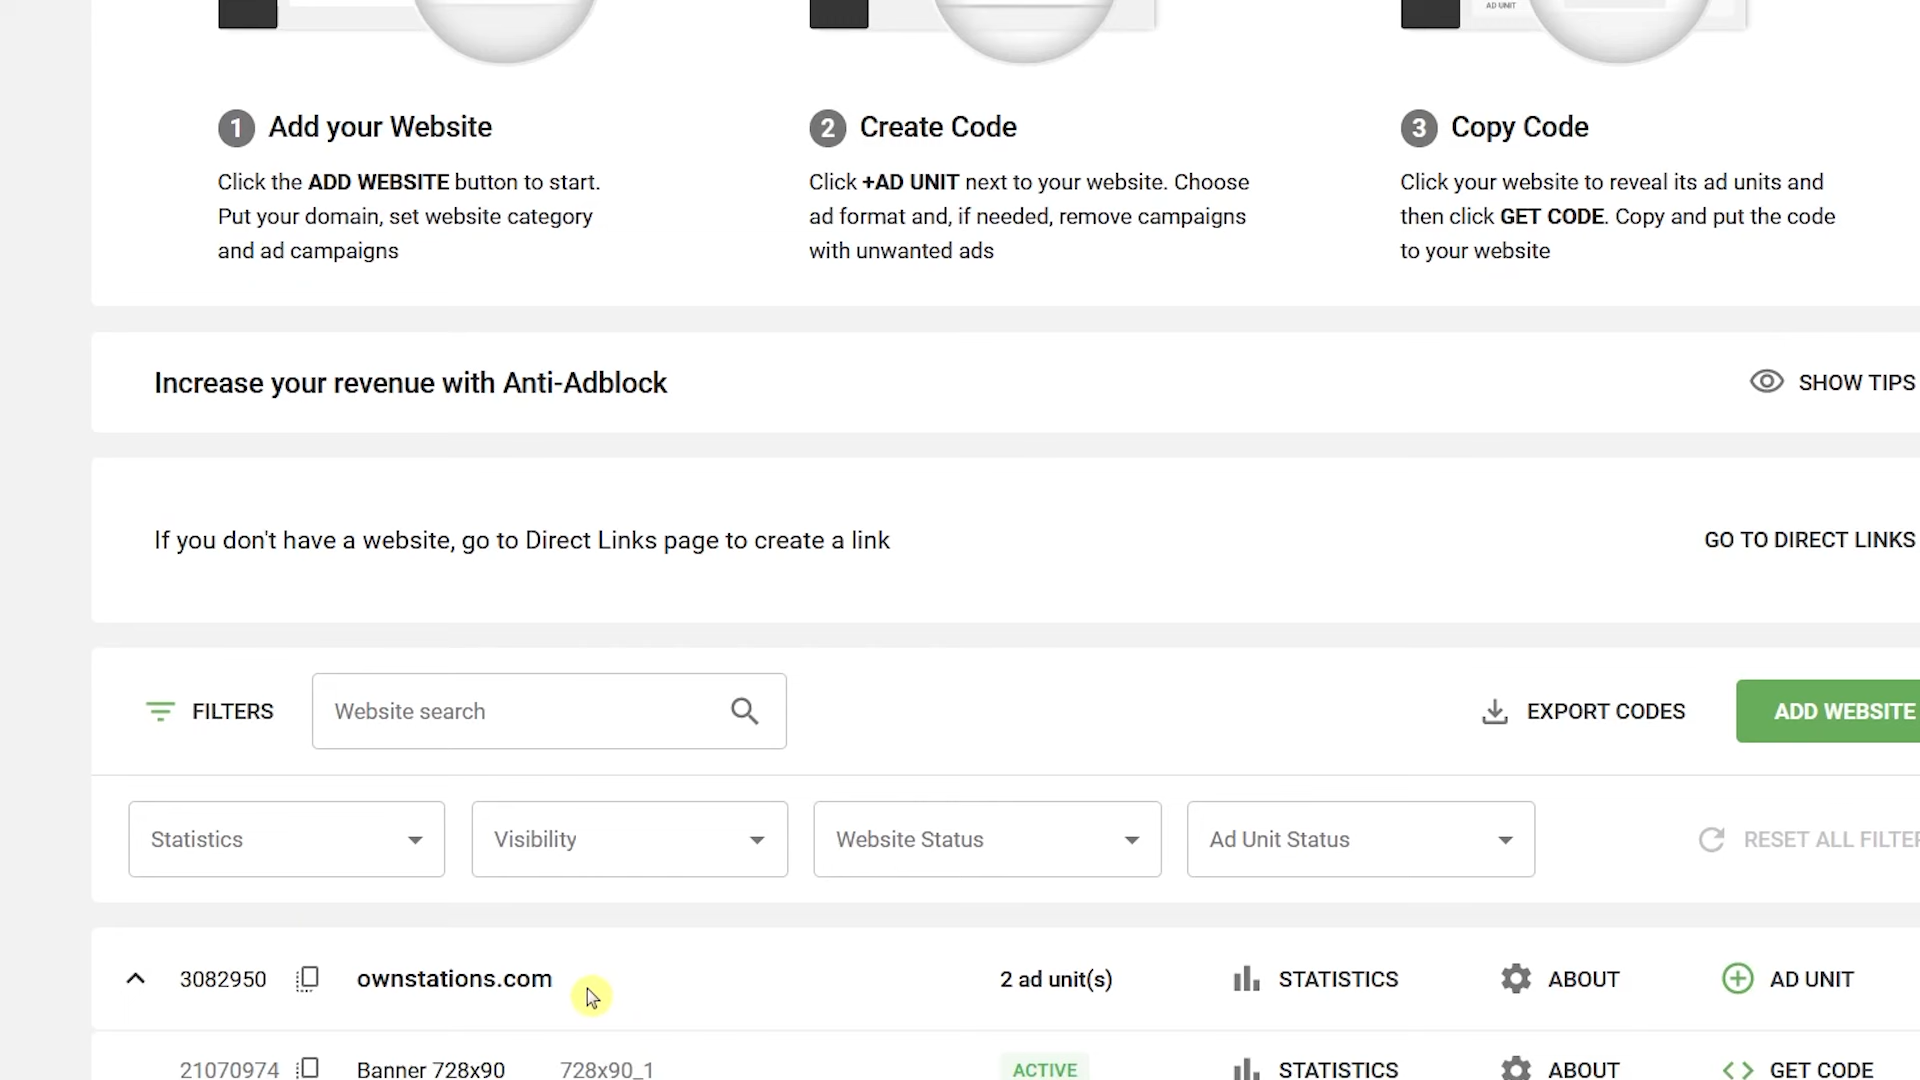 AD UNIT
1 Add your Website
Click the ADD WEBSITE button to start.
Put your domain, set website category
and ad campaigns
2 Create Code
Click +AD UNIT next to your website. Choose
ad format and, if needed, remove campaigns
with unwanted ads
3 Copy Code
Click your website to reveal its ad units and
then click GET CODE. Copy and put the code
to your website
Increase your revenue with Anti-Adblock
SHOW TIPS
If you don't have a website, go to Direct Links page to create a link
GO TO DIRECT LINKS
FILTERS
Website search
EXPORT CODES
ADD WEBSITE
Statistics
Visibility
Website Status
Ad Unit Status
RESET ALL FILTER
3082950
ownstations.com
2 ad unit(s)
STATISTICS
ABOUT
AD UNIT
21070974
Banner 728x90
728x90_1
ACTIVE
STATISTICS
ABOUT
GET CODE